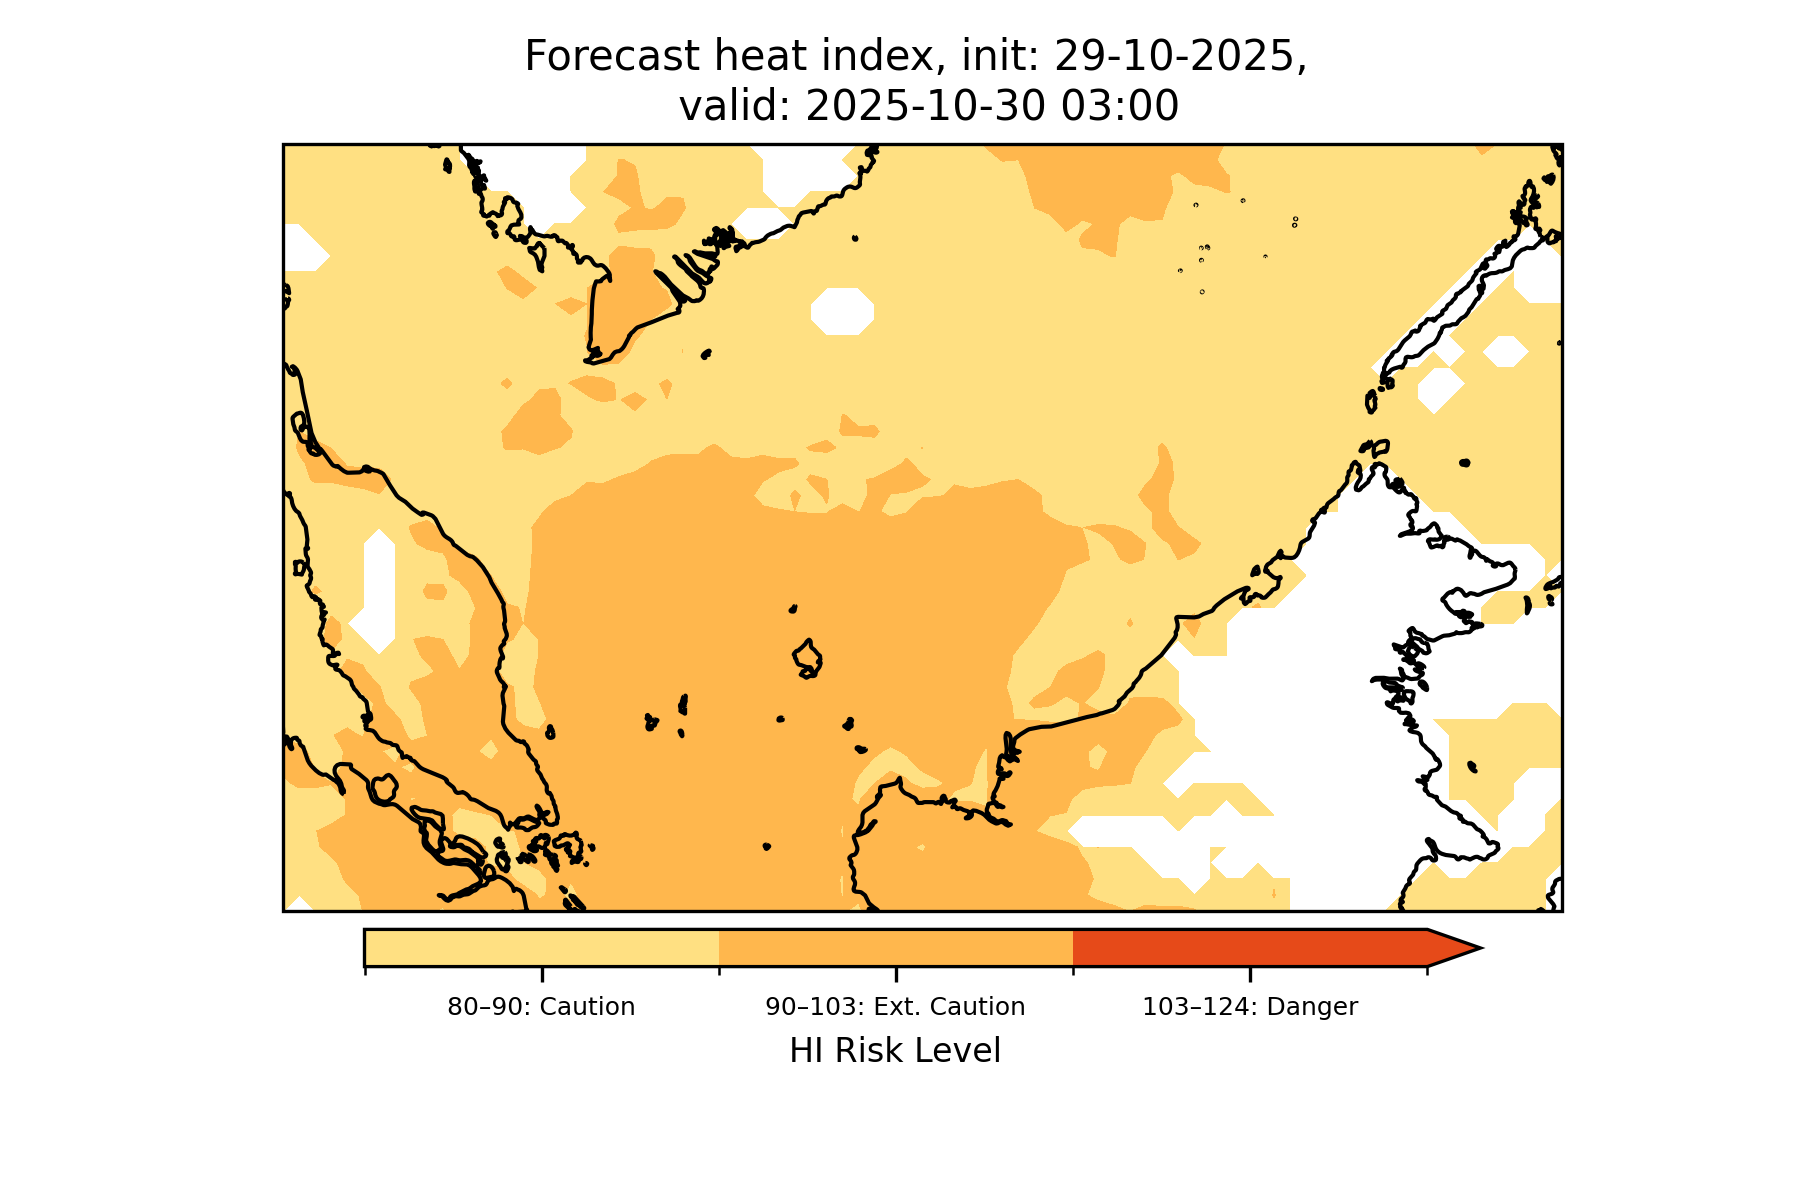 Forecast heat index, init: 29-10-2025,
valid: 2025-10-30 03:00
80–90: Caution
90–103: Ext. Caution
103–124: Danger
HI Risk Level